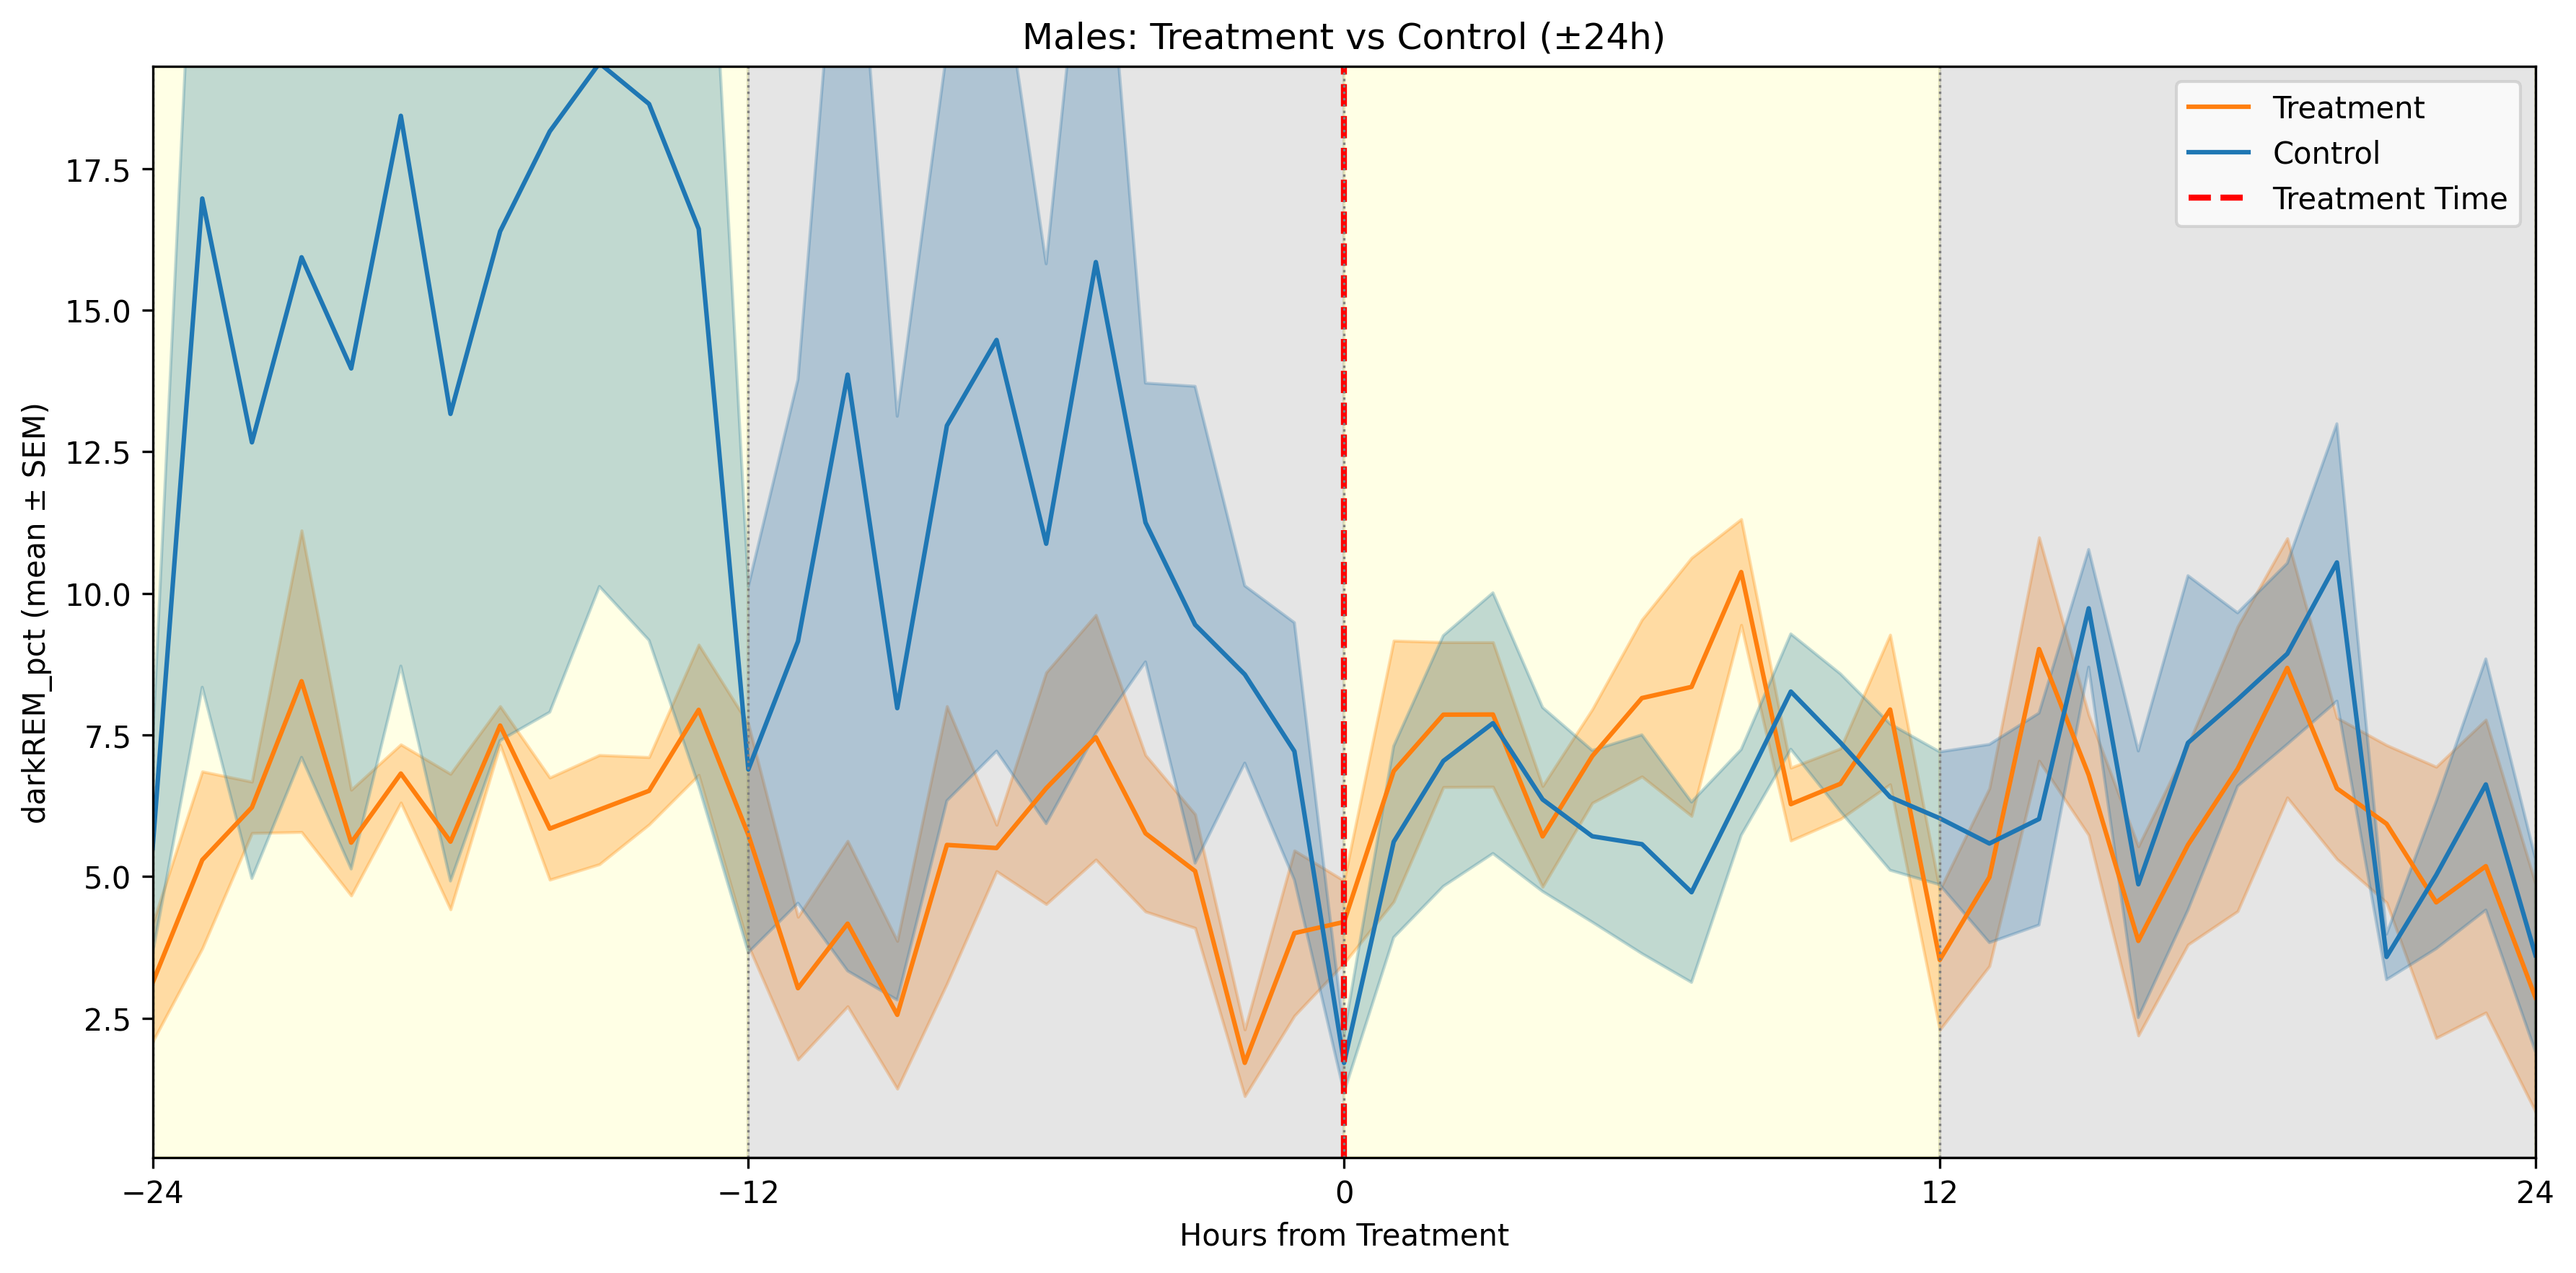 Males: Treatment vs Control (±24h)
Treatment
Control
Treatment Time
darkREM_pct (mean ± SEM)
17.5
15.0
12.5
10.0
7.5
5.0
2.5
−24
−12
0
12
24
Hours from Treatment